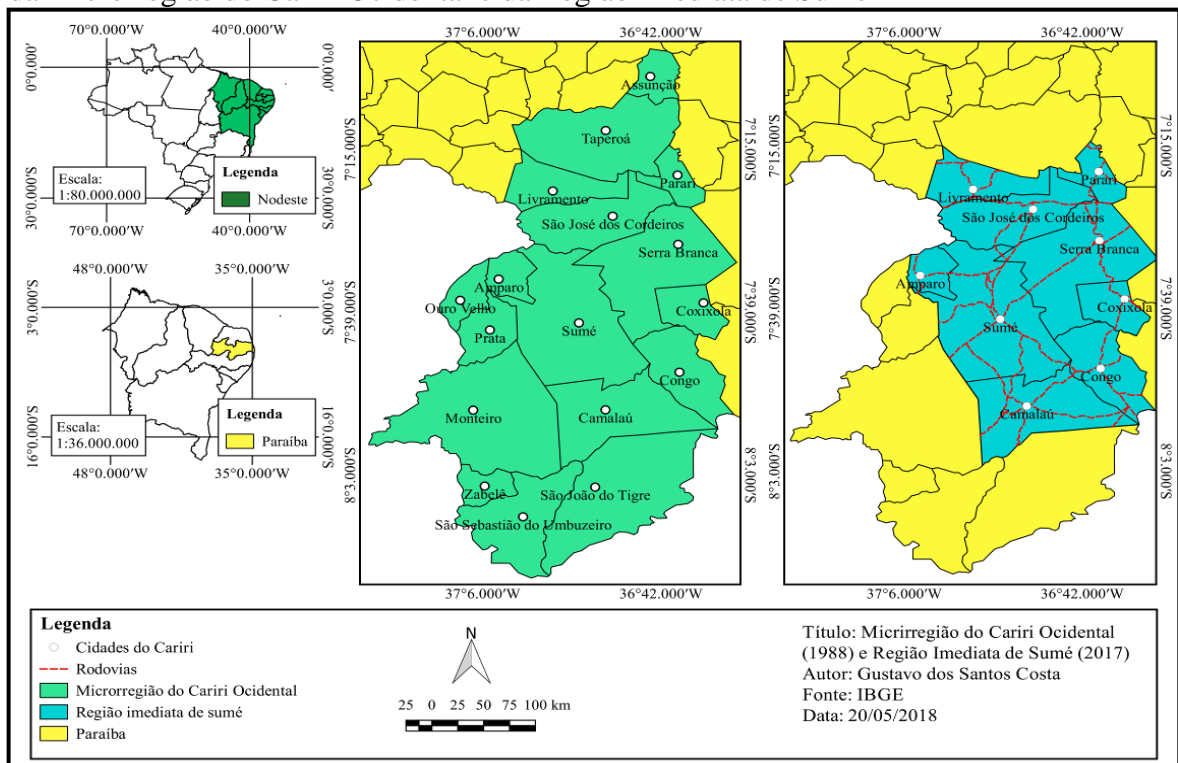 70°0.000'W 40°0.000'W
0°0.00'
0°0.000'
Escala:
1:80.000.000
Legenda
Nodeste
30°0.000'S
30°0.000'S
70°0.000'W 40°0.000'W
48°0.000'W 35°0.000'W
3°0.000'S
3°0.000'S
Escala:
1:36.000.000
Legenda
Paraíba
16°0.000'S
16°0.000'S
48°0.000'W 35°0.000'W
37°6.000'W 36°42.000'W
7°15.000'S
7°15.000'S
7°39.000'S
7°39.000'S
8°3.000'S
8°3.000'S
Assunção
Taperoá
Parari
Livramento
São José dos Cordeiros
Serra Branca
Amparo
Ouro Velho
Coxixola
Prata
Sumé
Congo
Monteiro
Camalaú
Zabelê
São João do Tigre
São Sebastião do Umbuzeiro
37°6.000'W 36°42.000'W
37°6.000'W 36°42.000'W
7°15.000'S
7°15.000'S
7°39.000'S
7°39.000'S
8°3.000'S
8°3.000'S
Parari
Livramento
São José dos Cordeiros
Serra Branca
Amparo
Coxixola
Sumé
Congo
Camalaú
37°6.000'W 36°42.000'W
Legenda
Cidades do Cariri
Rodovias
Microrregião do Cariri Ocidental
Região imediata de sumé
Paraíba
N
25 0 25 50 75 100 km
Título: Micrirregião do Cariri Ocidental
(1988) e Região Imediata de Sumé (2017)
Autor: Gustavo dos Santos Costa
Fonte: IBGE
Data: 20/05/2018